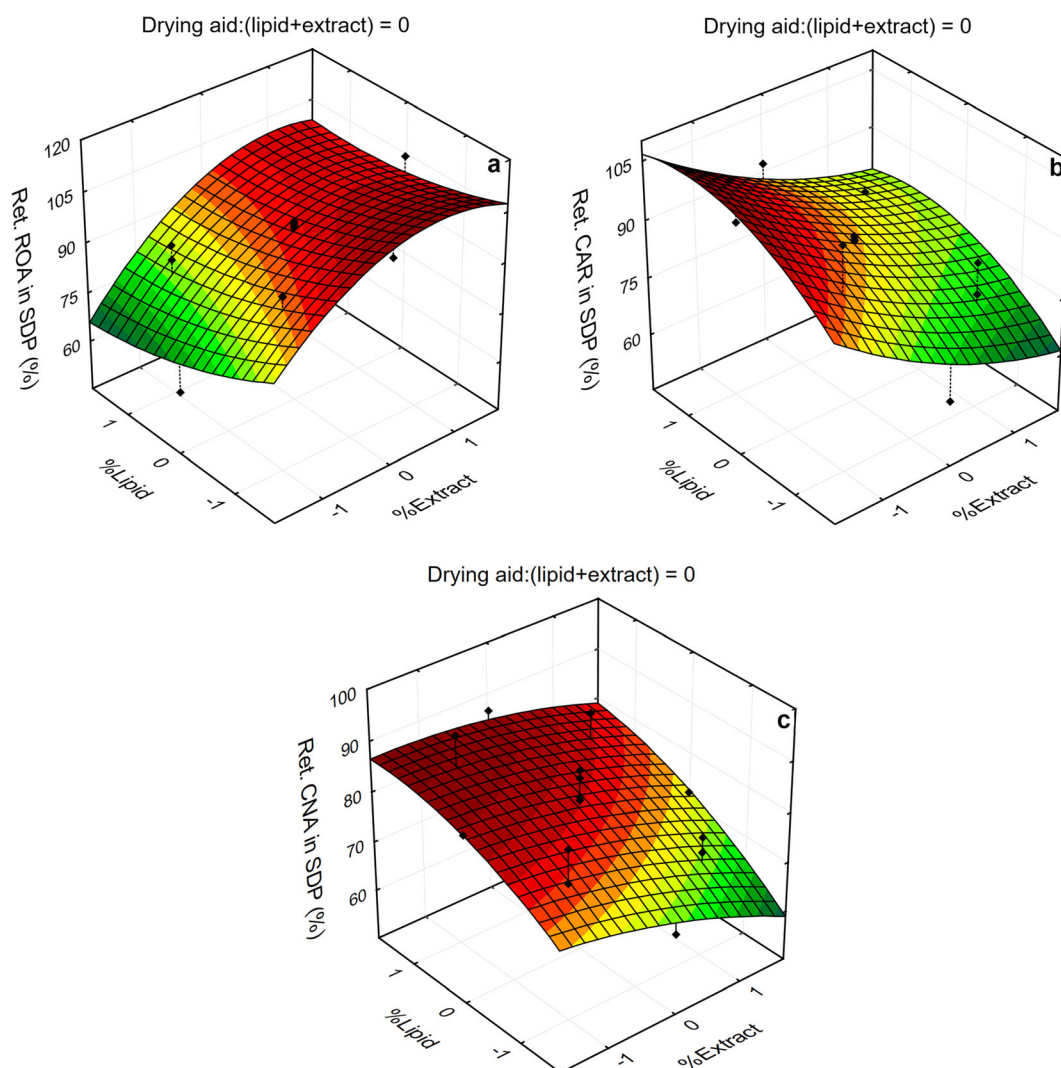 Drying aid:(lipid+extract) = 0
a
Ret. ROA in SDP (%)
120
105
90
75
60
%Lipid
1
0
-1
%Extract
-1
0
1
Drying aid:(lipid+extract) = 0
b
Ret. CAR in SDP (%)
105
90
75
60
%Lipid
1
0
-1
%Extract
-1
0
1
Drying aid:(lipid+extract) = 0
c
Ret. CNA in SDP (%)
100
90
80
70
60
%Lipid
1
0
-1
%Extract
-1
0
1